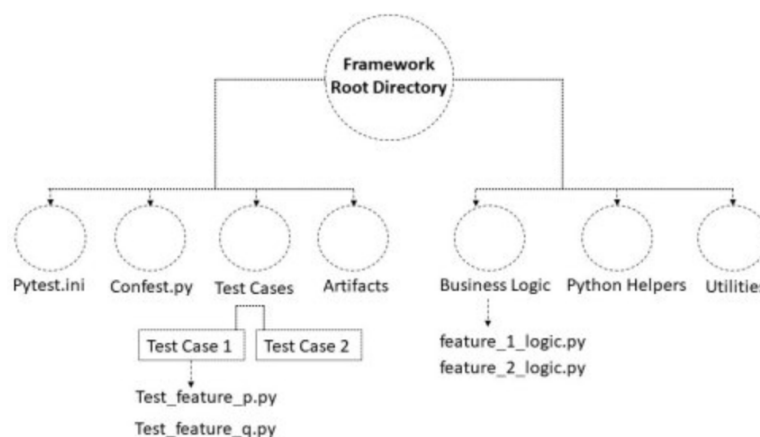 Framework
Root Directory
Pytest.ini
Confest.py
Test Cases
Artifacts
Business Logic
Python Helpers
Utilities
Test Case 1
Test Case 2
feature_1_logic.py
feature_2_logic.py
Test_feature_p.py
Test_feature_q.py